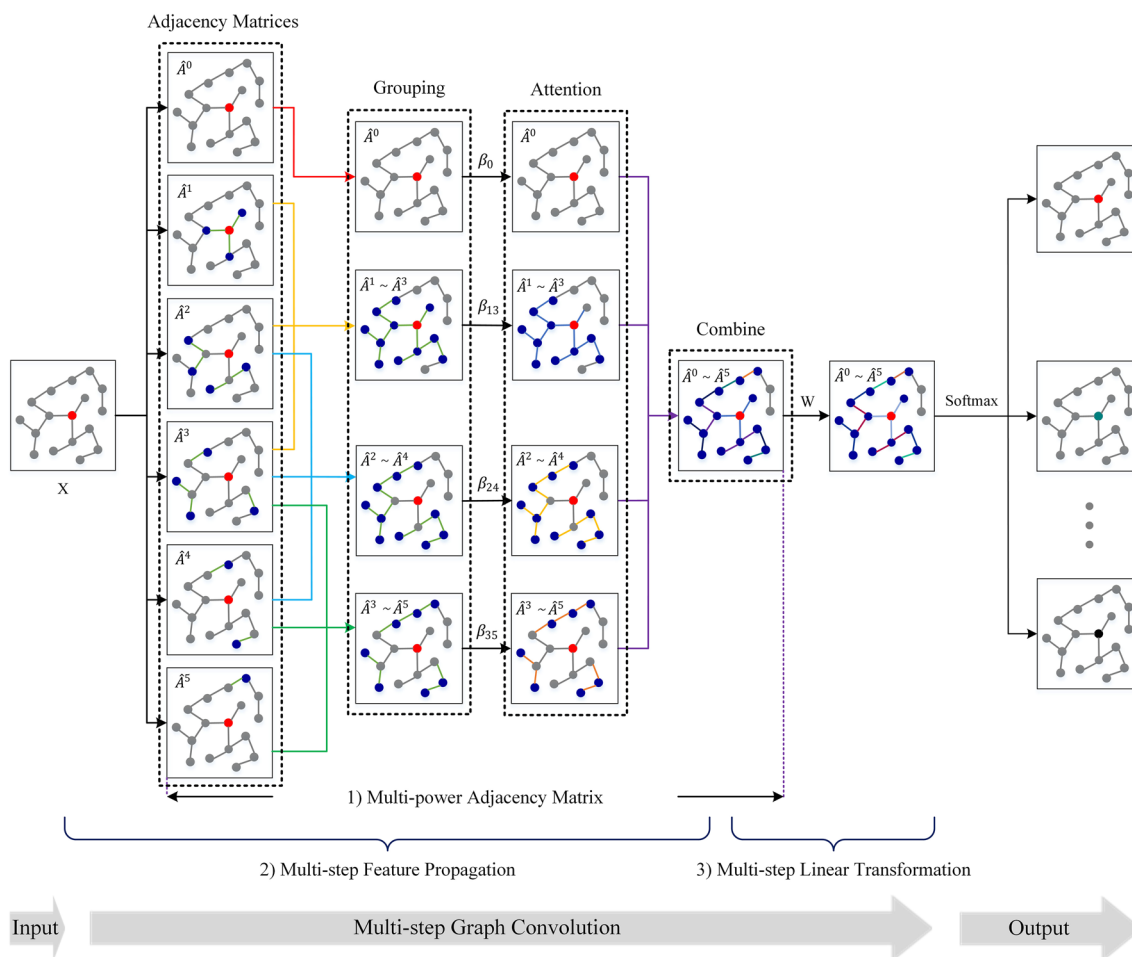 Adjacency Matrices
Â⁰
Â¹
Â²
Â³
Â⁴
Â⁵
X
Grouping
Â⁰
Â¹ ~ Â³
Â² ~ Â⁴
Â³ ~ Â⁵
β₀
β₁₃
β₂₄
β₃₅
Attention
Â⁰
Â¹ ~ Â³
Â² ~ Â⁴
Â³ ~ Â⁵
Combine
Â⁰ ~ Â⁵
W
Â⁰ ~ Â⁵
Softmax
1) Multi-power Adjacency Matrix
2) Multi-step Feature Propagation
3) Multi-step Linear Transformation
Input
Multi-step Graph Convolution
Output